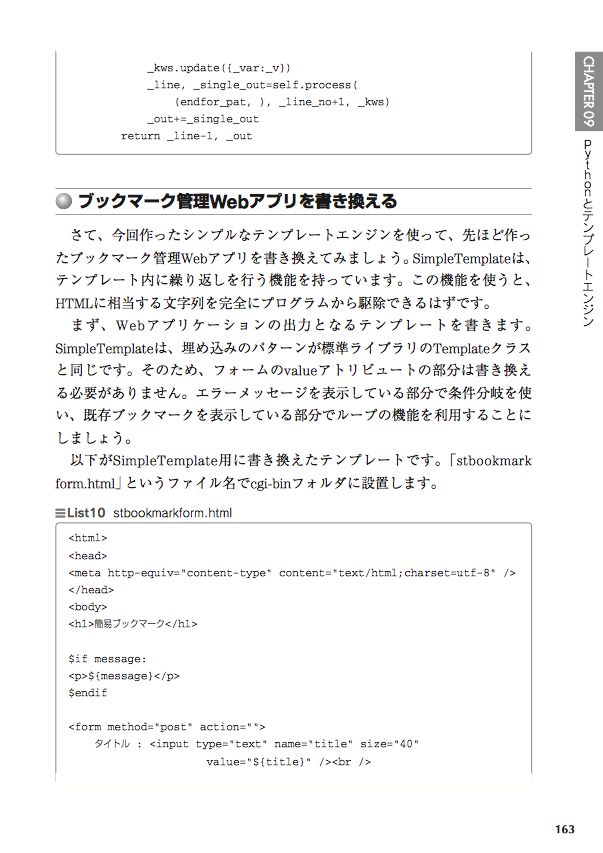 _kws.update({_var:_v})
_line, _single_out=self.process(
(endfor_pat, ), _line_no+1, _kws)
_out+=_single_out
return _line-1, _out
CHAPTER 09
Pythonとテンプレートエンジン
ブックマーク管理Webアプリを書き換える
さて、今回作ったシンプルなテンプレートエンジンを使って、先ほど作っ
たブックマーク管理Webアプリを書き換えてみましょう。SimpleTemplateは、
テンプレート内に繰り返しを行う機能を持っています。この機能を使うと、
HTMLに相当する文字列を完全にプログラムから駆除できるはずです。
まず、Webアプリケーションの出力となるテンプレートを書きます。
SimpleTemplateは、埋め込みのパターンが標準ライブラリのTemplateクラス
と同じです。そのため、フォームのvalueアトリビュートの部分は書き換え
る必要がありません。エラーメッセージを表示している部分で条件分岐を使
い、既存ブックマークを表示している部分でループの機能を利用することに
しましょう。
以下がSimpleTemplate用に書き換えたテンプレートです。「stbookmark
form.html」というファイル名でcgi-binフォルダに設置します。
List10 stbookmarkform.html
<html>
<head>
<meta http-equiv="content-type" content="text/html;charset=utf-8" />
</head>
<body>
<h1>簡易ブックマーク</h1>
$if message:
<p>${message}</p>
$endif
<form method="post" action="">
タイトル : <input type="text" name="title" size="40"
value="${title}" /><br />
163